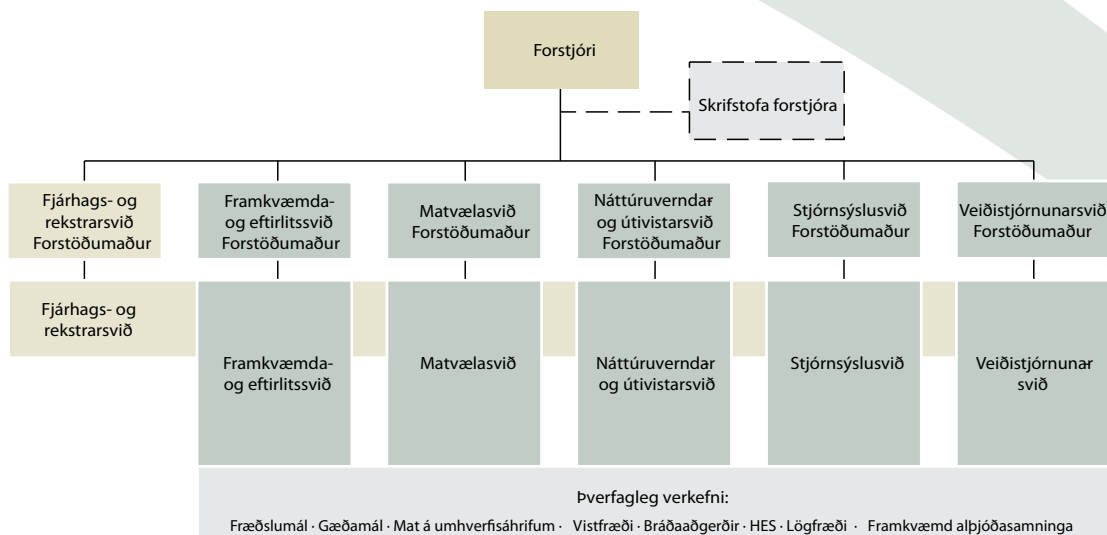 Forstjóri
Skrifstofa forstjóra
Fjárhags- og
rekstrarsvið
Forstöðumaður
Framkvæmda-
og eftirlitssvið
Forstöðumaður
Matvælasvið
Forstöðumaður
Náttúruverndar
og útivistarsvið
Forstöðumaður
Stjórnsýslusvið
Forstöðumaður
Veiðistjórnunarsvið
Forstöðumaður
Fjárhags- og
rekstrarsvið
Framkvæmda-
og eftirlitssvið
Matvælasvið
Náttúruverndar
og útivistarsvið
Stjórnsýslusvið
Veiðistjórnunar
svið
Þverfagleg verkefni:
Fræðslumál · Gæðamál · Mat á umhverfisáhrifum · Vistfræði · Bráðaaðgerðir · HES · Lögfræði · Framkvæmd alþjóðasamninga